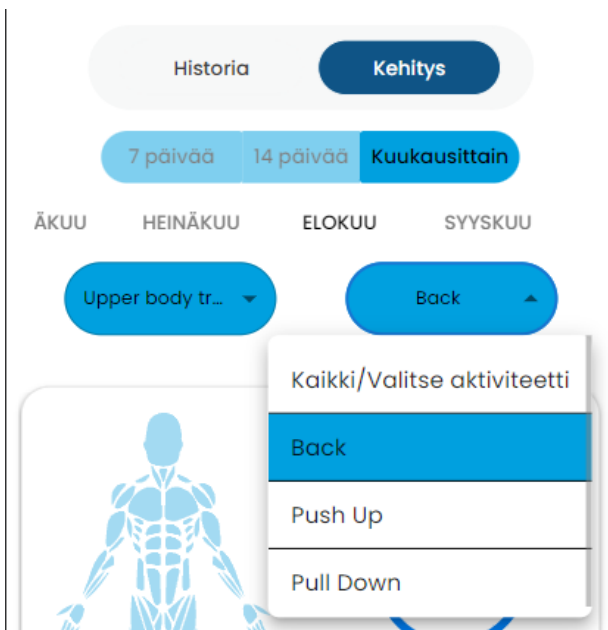 Historia Kehitys
7 päivää 14 päivää Kuukausittain
ÄKUU HEINÄKUU ELOKUU SYYSKUU
Upper body tr... Back
Kaikki/Valitse aktiviteetti
Back
Push Up
Pull Down